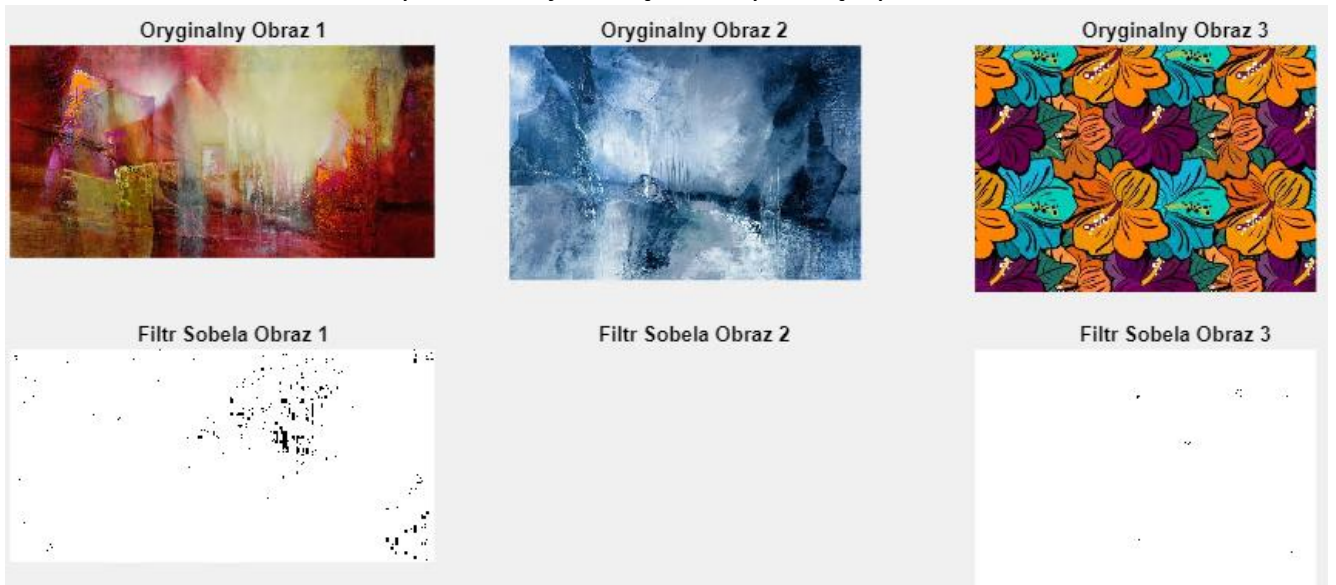 Oryginalny Obraz 1
Oryginalny Obraz 2
Oryginalny Obraz 3
Filtr Sobela Obraz 1
Filtr Sobela Obraz 2
Filtr Sobela Obraz 3